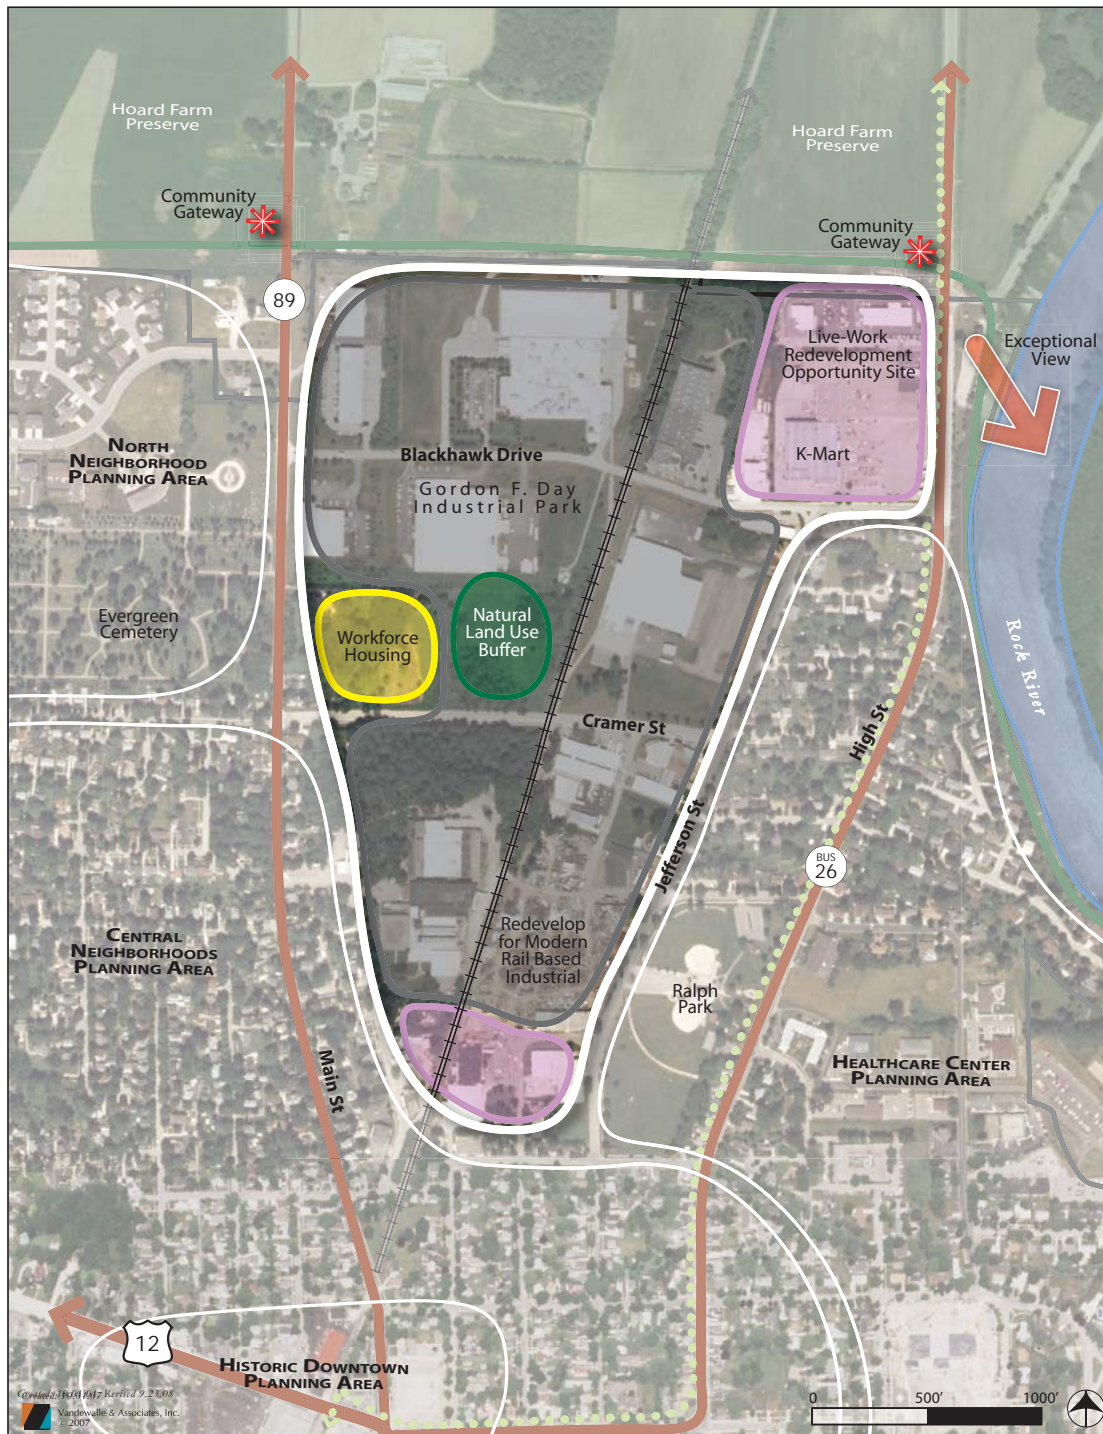 Hoard Farm
Preserve
Hoard Farm
Preserve
Community
Gateway
Community
Gateway
89
Live-Work
Redevelopment
Opportunity Site
Exceptional
View
North
Neighborhood
Planning Area
Blackhawk Drive
K-Mart
Gordon F. Day
Industrial Park
Evergreen
Cemetery
Workforce
Housing
Natural
Land Use
Buffer
Rock River
Cramer St
High St
Jefferson St
BUS
26
Central
Neighborhoods
Planning Area
Redevelop
for Modern
Rail Based
Industrial
Ralph
Park
Main St
Healthcare Center
Planning Area
12
Historic Downtown
Planning Area
Revised 9.23.08
Vandewalle & Associates, Inc.
© 2007
0 500' 1000'